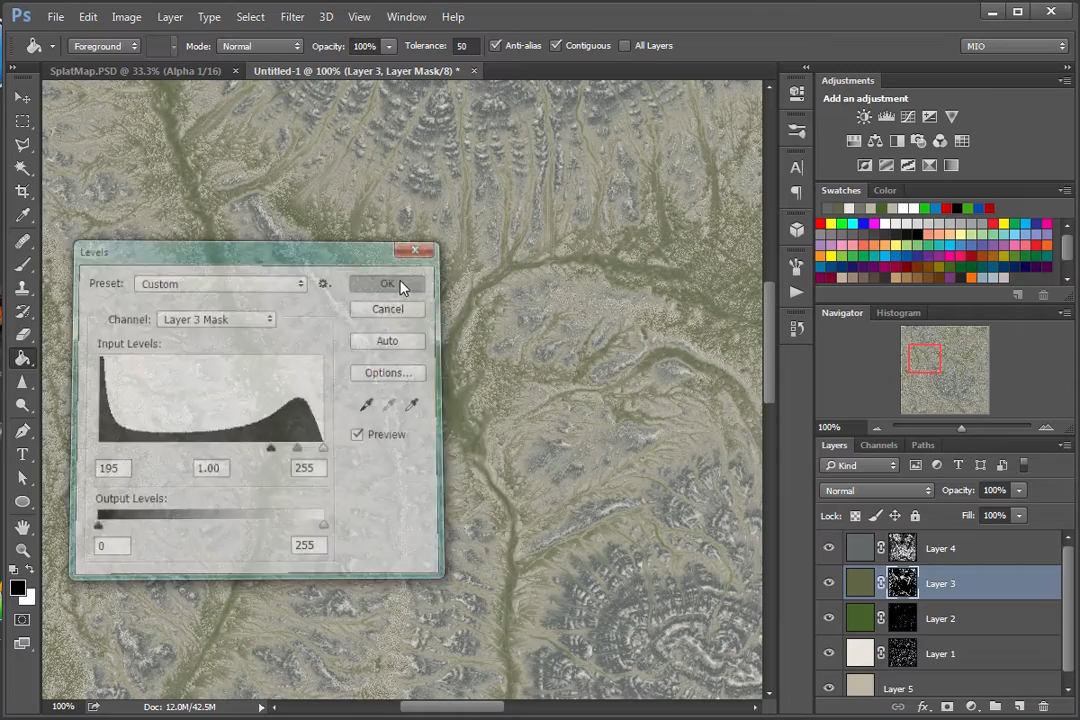 Ps File Edit Image Layer Type Select Filter 3D View Window Help
Foreground Mode: Normal Opacity: 100% Tolerance: 50 Anti-alias Contiguous All Layers MIO
SplatMap.PSD @ 33.3% (Alpha 1/16) × Untitled-1 @ 100% (Layer 3, Layer Mask/8) * ×
Adjustments
Add an adjustment
Swatches Color
Levels
Preset: Custom OK
Cancel
Channel: Layer 3 Mask
Input Levels: Auto
Options...
Preview
195 1.00 255
Output Levels:
0 255
Navigator Histogram
100%
Layers Channels Paths
Kind
Normal Opacity: 100%
Lock: Fill: 100%
Layer 4
Layer 3
Layer 2
Layer 1
Layer 5
100% Doc: 12.0M/42.5M